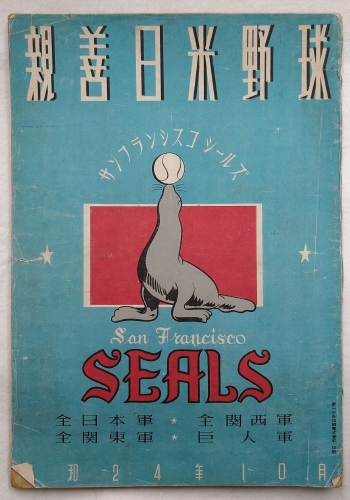 親善日米野球
サンフランシスコ シールズ
San Francisco
SEALS
全日本軍 ★ 全関西軍
全関東軍 ★ 巨人軍
和24年10月